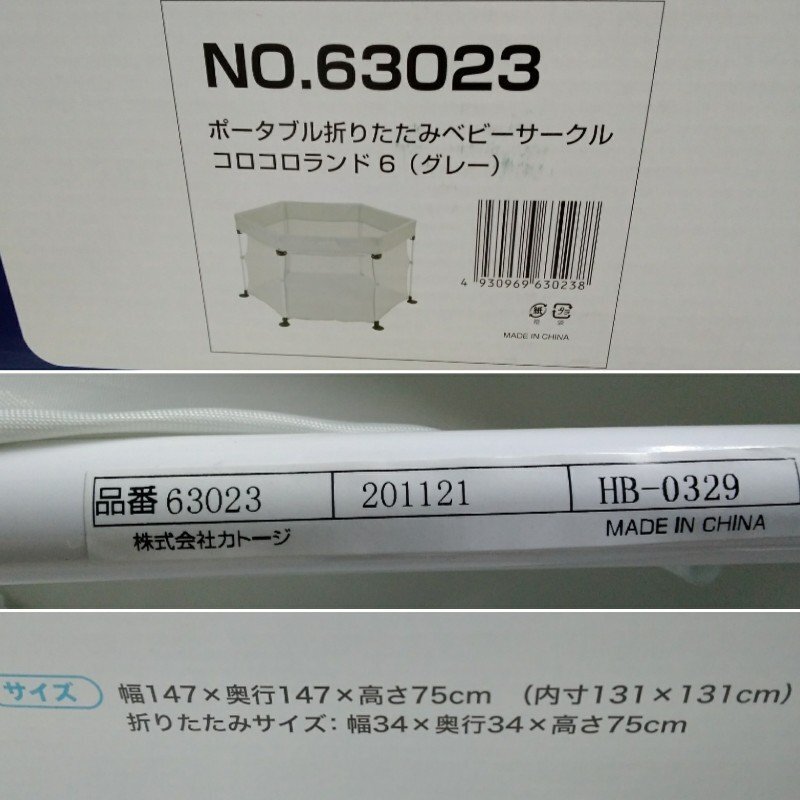 NO.63023
ポータブル折りたたみベビーサークル
コロコロランド6（グレー）
4 930969 630238
紙 プラ
箱 袋
MADE IN CHINA
品番 63023 201121 HB-0329
株式会社カトージ MADE IN CHINA
サイズ 幅147×奥行147×高さ75cm （内寸131×131cm）
折りたたみサイズ：幅34×奥行34×高さ75cm